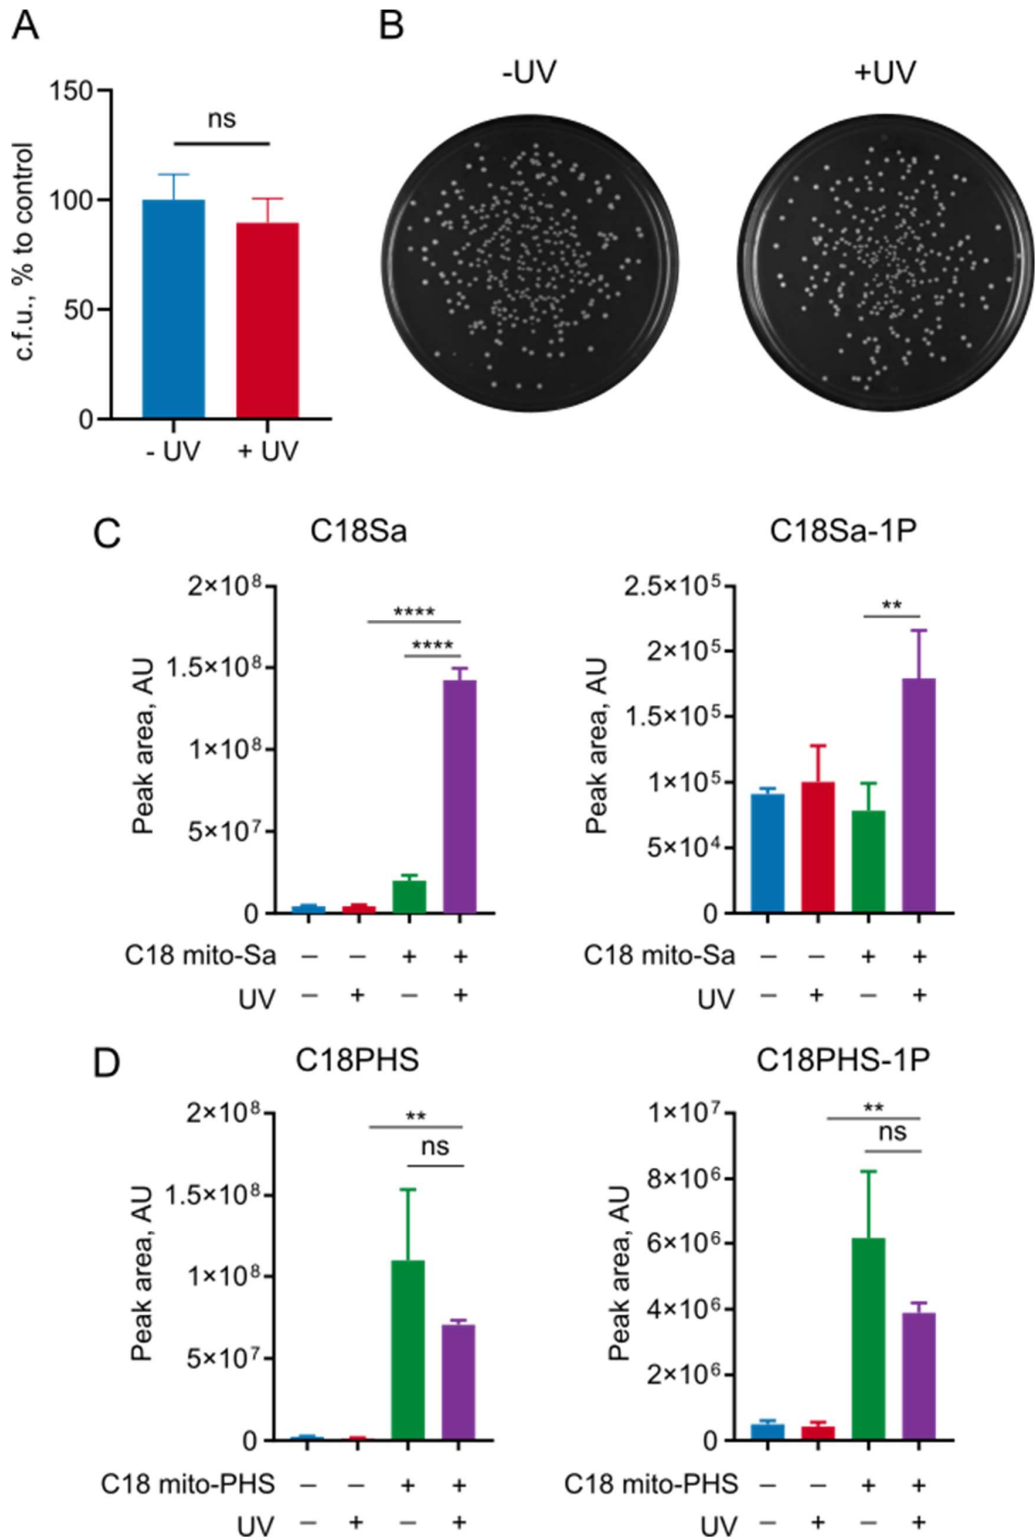 A
150
100
50
0
c.f.u., % to control
ns
- UV
+ UV
B
-UV
+UV
C
C18Sa
2×10⁸
1.5×10⁸
1×10⁸
5×10⁷
0
Peak area, AU
****
****
C18 mito-Sa – – + +
UV – + – +
C18Sa-1P
2.5×10⁵
2×10⁵
1.5×10⁵
1×10⁵
5×10⁴
0
Peak area, AU
**
C18 mito-Sa – – + +
UV – + – +
D
C18PHS
2×10⁸
1.5×10⁸
1×10⁸
5×10⁷
0
Peak area, AU
**
ns
C18 mito-PHS – – + +
UV – + – +
C18PHS-1P
1×10⁷
8×10⁶
6×10⁶
4×10⁶
2×10⁶
0
Peak area, AU
**
ns
C18 mito-PHS – – + +
UV – + – +